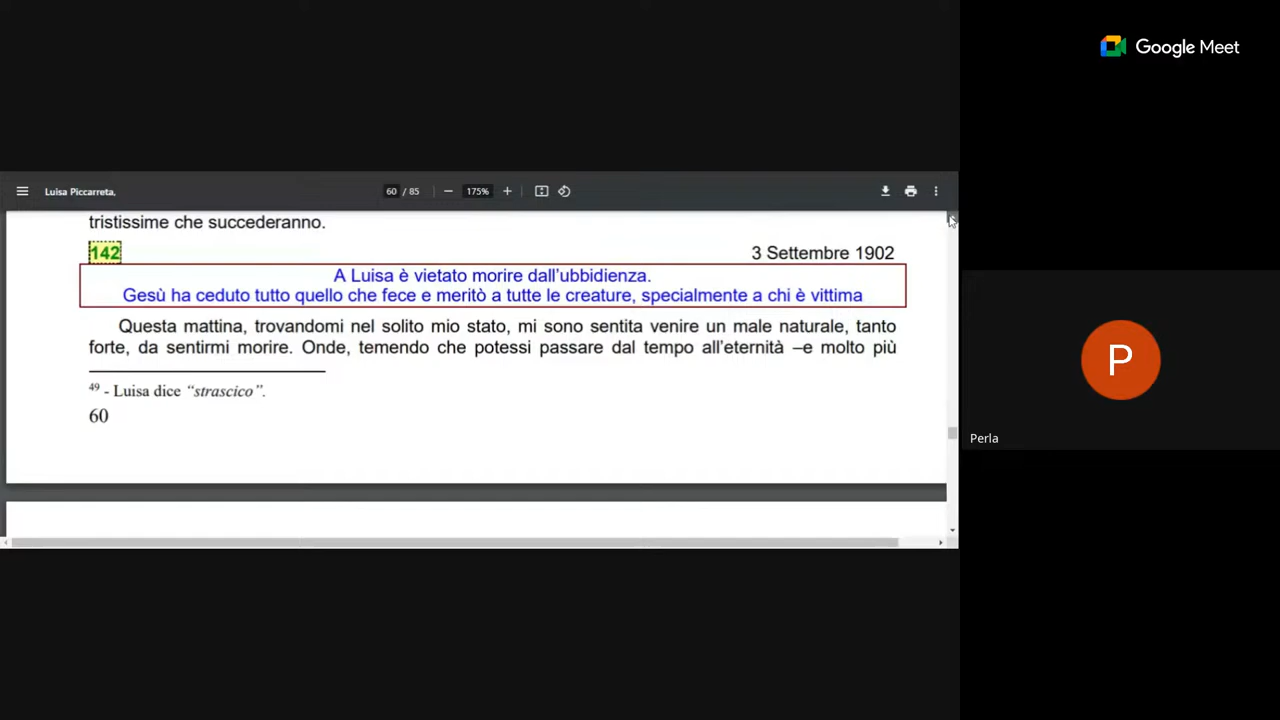 Google Meet
Luisa Piccarreta,
60 / 85
175%
tristissime che succederanno.
142
3 Settembre 1902
A Luisa è vietato morire dall'ubbidienza.
Gesù ha ceduto tutto quello che fece e meritò a tutte le creature, specialmente a chi è vittima
Questa mattina, trovandomi nel solito mio stato, mi sono sentita venire un male naturale, tanto
forte, da sentirmi morire. Onde, temendo che potessi passare dal tempo all'eternità –e molto più
49 - Luisa dice “strascico”.
60
P
Perla